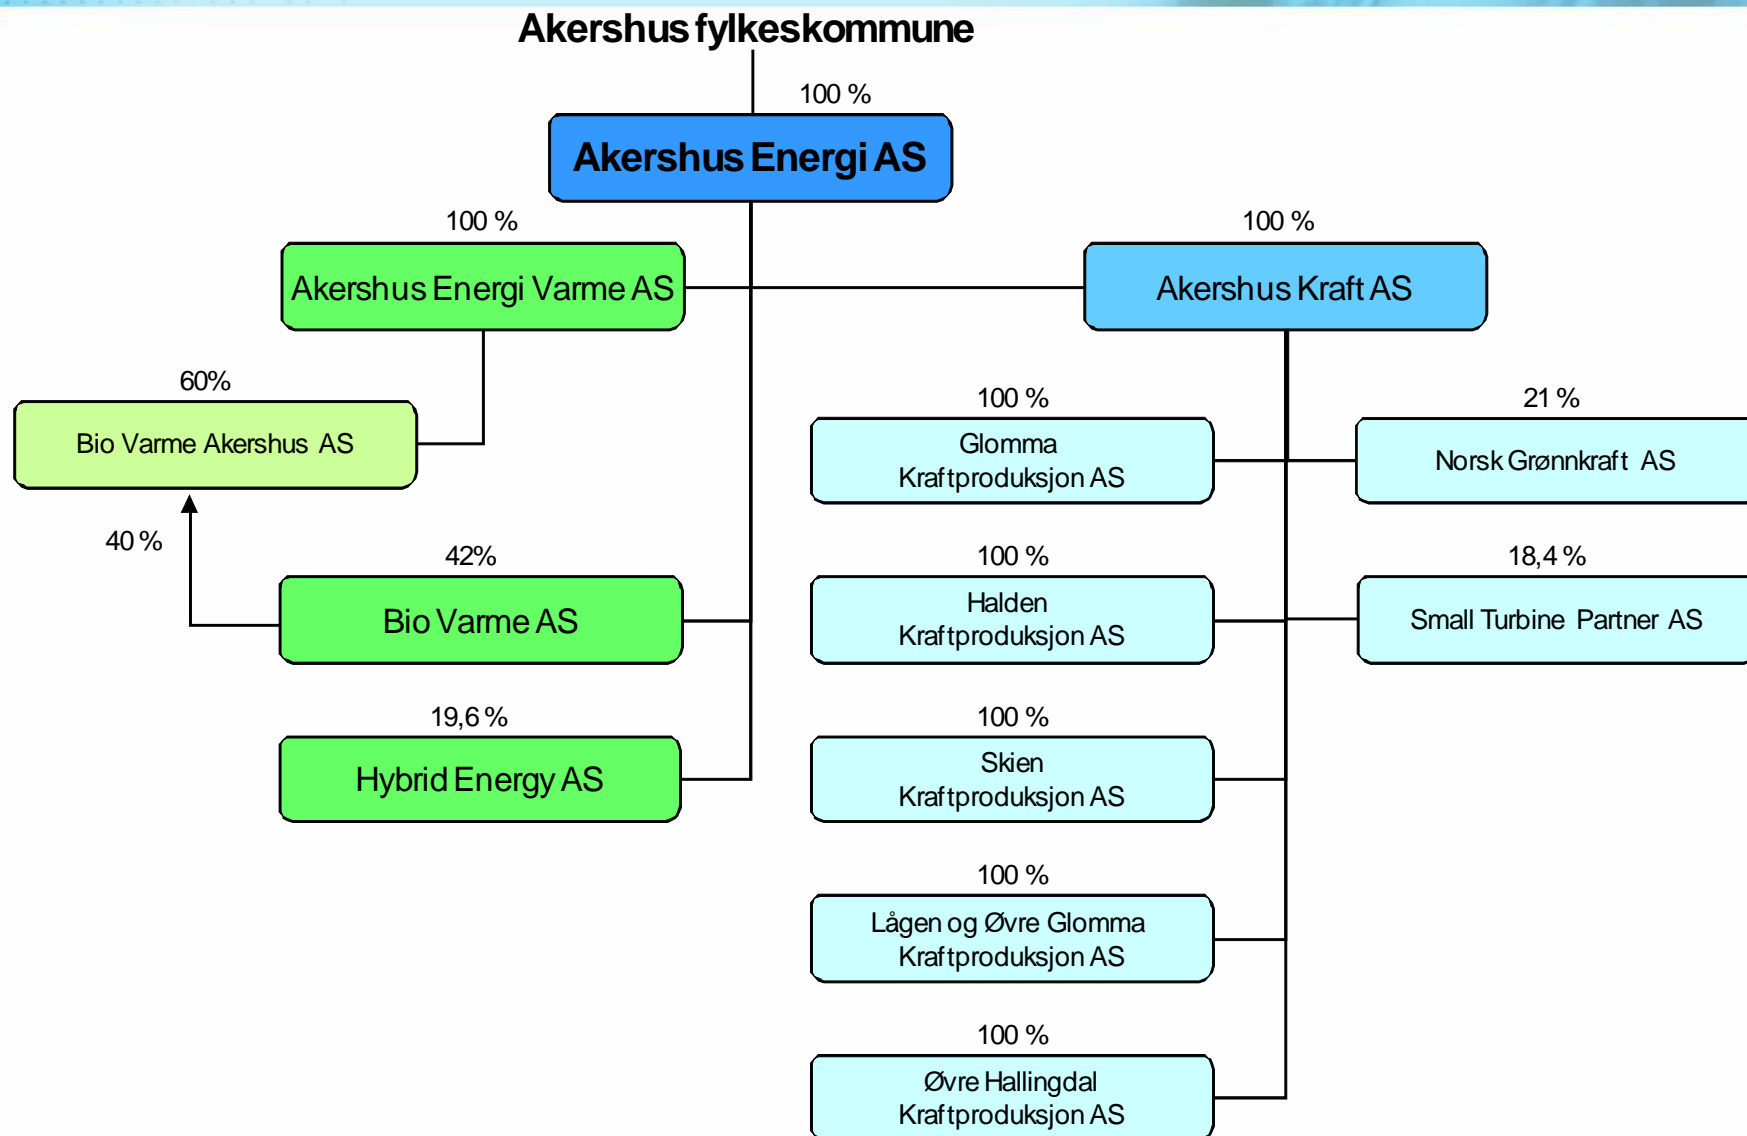 Akershus fylkeskommune
100 %
Akershus Energi AS
100 %
Akershus Energi Varme AS
100 %
Akershus Kraft AS
60%
Bio Varme Akershus AS
40 %
42%
Bio Varme AS
19,6 %
Hybrid Energy AS
100 %
Glomma
Kraftproduksjon AS
21 %
Norsk Grønnkraft AS
100 %
Halden
Kraftproduksjon AS
18,4 %
Small Turbine Partner AS
100 %
Skien
Kraftproduksjon AS
100 %
Lågen og Øvre Glomma
Kraftproduksjon AS
100 %
Øvre Hallingdal
Kraftproduksjon AS